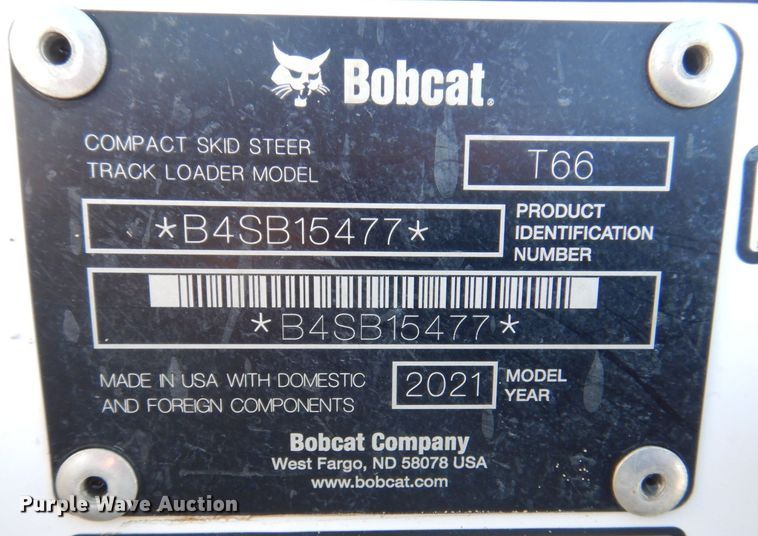 Bobcat®
COMPACT SKID STEER
TRACK LOADER MODEL
T66
*B4SB15477*
PRODUCT
IDENTIFICATION
NUMBER
*B4SB15477*
MADE IN USA WITH DOMESTIC
AND FOREIGN COMPONENTS
2021
MODEL
YEAR
Bobcat Company
West Fargo, ND 58078 USA
www.bobcat.com
Purple Wave Auction